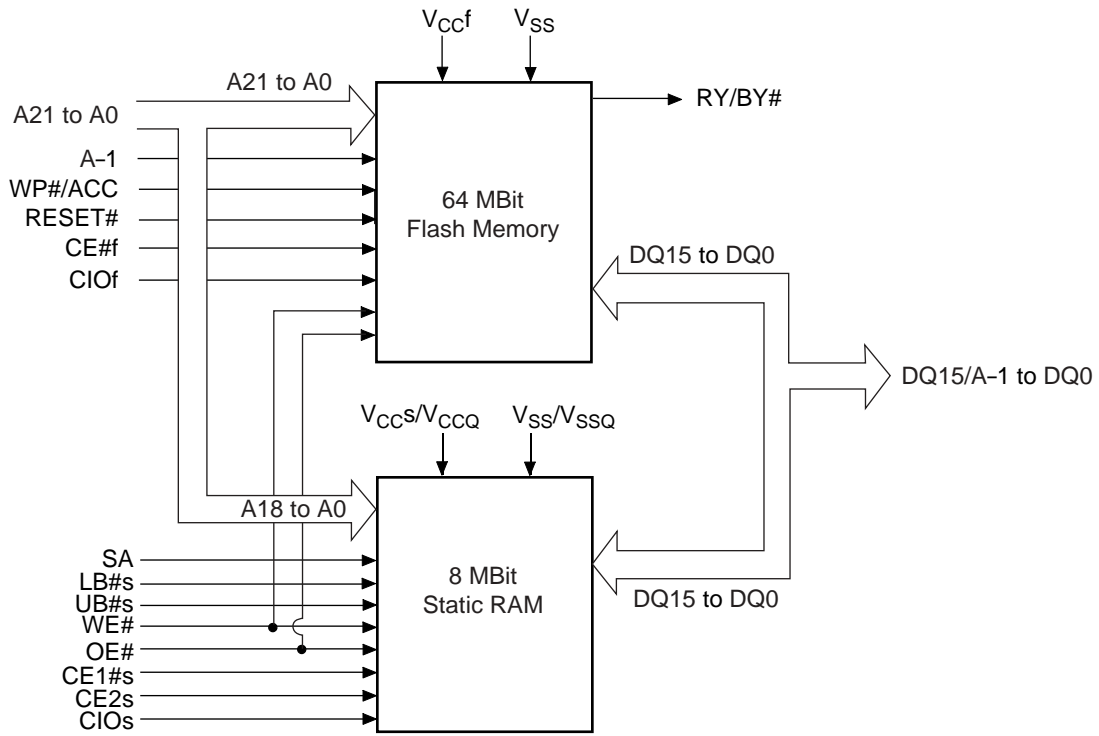 VCCf
VSS
A21 to A0
A21 to A0
RY/BY#
A–1
WP#/ACC
RESET#
CE#f
CIOf
64 MBit
Flash Memory
DQ15 to DQ0
DQ15/A–1 to DQ0
VCCs/VCCQ
VSS/VSSQ
A18 to A0
SA
LB#s
UB#s
WE#
OE#
CE1#s
CE2s
CIOs
8 MBit
Static RAM
DQ15 to DQ0